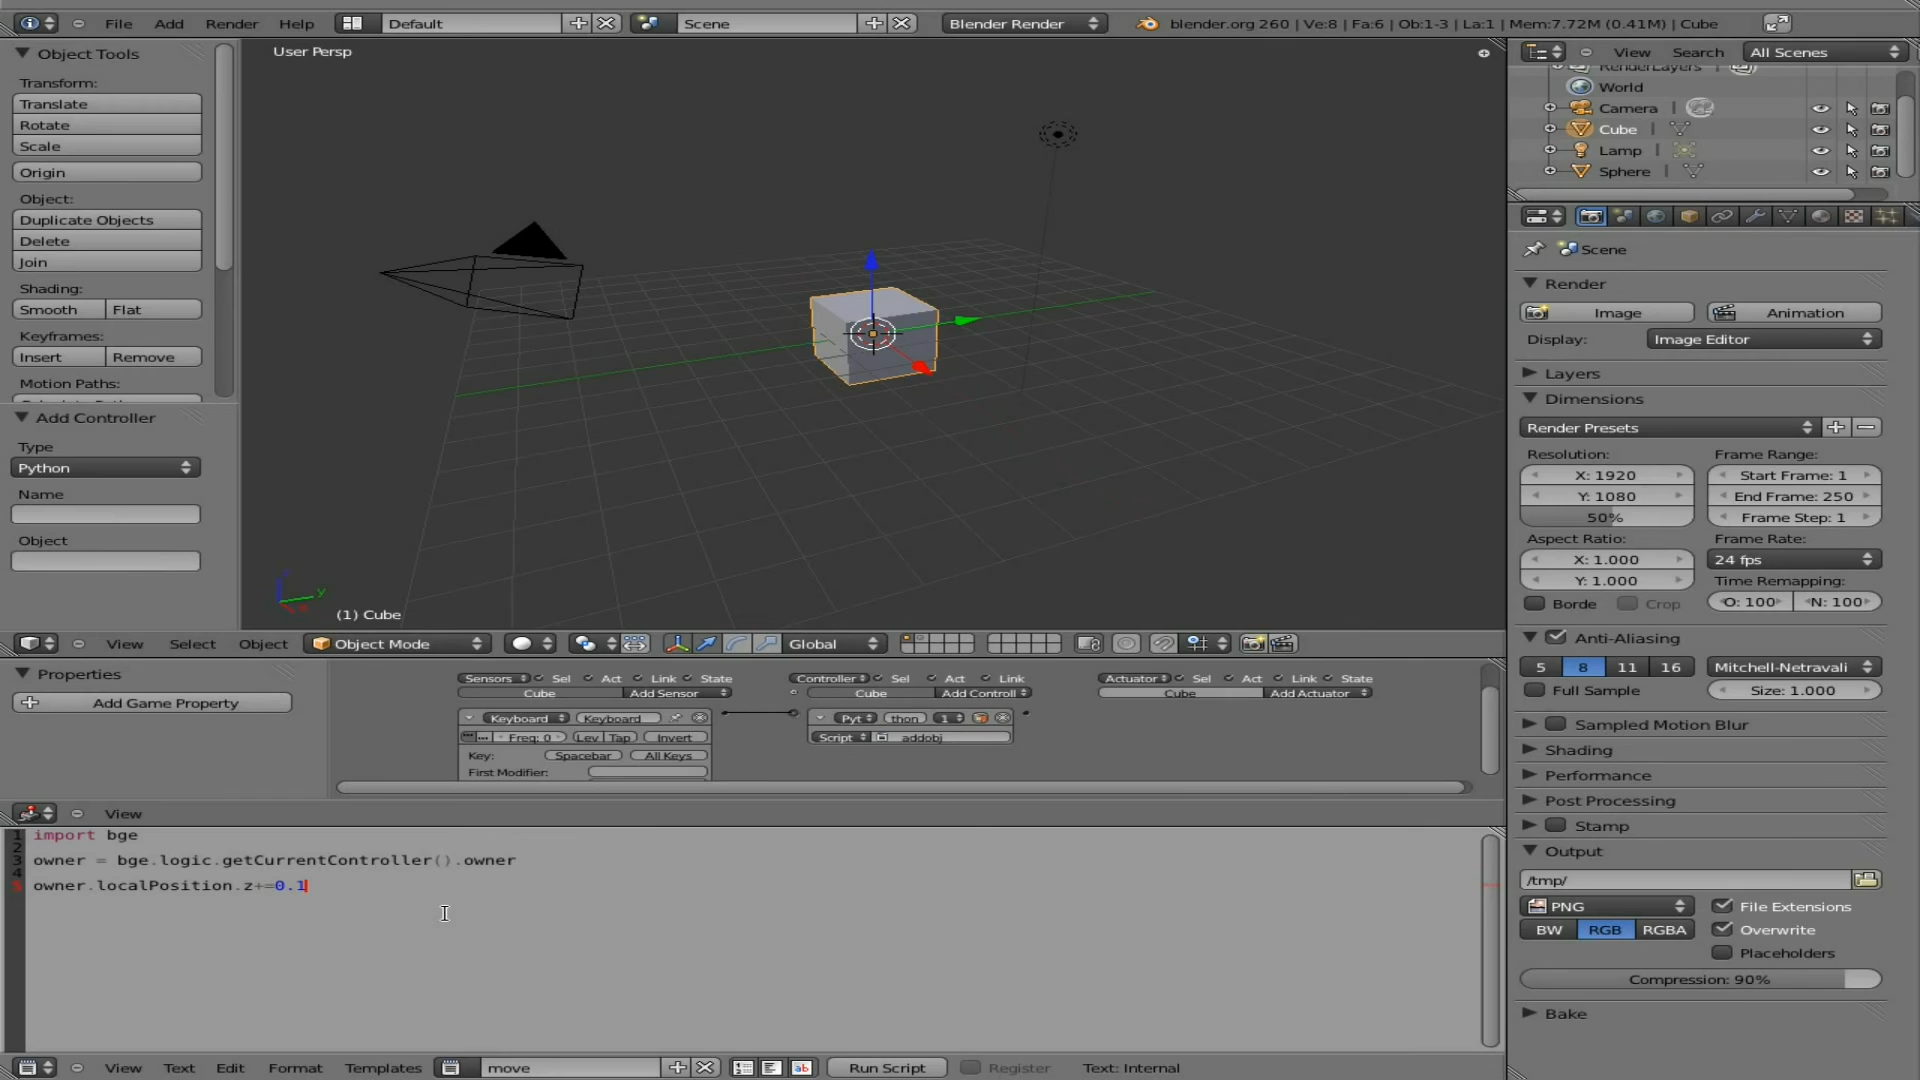 File Add Render Help Default Scene Blender Render blender.org 260 | Ve:8 | Fa:6 | Ob:1-3 | La:1 | Mem:7.72M (0.41M) | Cube
Object Tools
Transform:
Translate
Rotate
Scale
Origin
Object:
Duplicate Objects
Delete
Join
Shading:
Smooth Flat
Keyframes:
Insert Remove
Motion Paths:
Add Controller
Type
Python
Name
Object
User Persp
y
(1) Cube
View Select Object Object Mode Global
View Search All Scenes
RenderLayers
World
Camera
Cube
Lamp
Sphere
Scene
Render
Image Animation
Display: Image Editor
Layers
Dimensions
Render Presets
Resolution: Frame Range:
X: 1920 Start Frame: 1
Y: 1080 End Frame: 250
50% Frame Step: 1
Aspect Ratio: Frame Rate:
X: 1.000 24 fps
Y: 1.000 Time Remapping:
Borde Crop O: 100 N: 100
Anti-Aliasing
5 8 11 16 Mitchell-Netravali
Full Sample Size: 1.000
Sampled Motion Blur
Shading
Performance
Post Processing
Stamp
Output
/tmp/
PNG File Extensions
BW RGB RGBA Overwrite
Placeholders
Compression: 90%
Bake
Properties
Add Game Property
Sensors Sel Act Link State Controller Sel Act Link Actuator Sel Act Link State
Cube Add Sensor Cube Add Controll Cube Add Actuator
Keyboard Keyboard Pyt thon 1
Freq: 0 Lev Tap Invert Script addobj
Key: Spacebar All Keys
First Modifier:
View
1 import bge
2
3 owner = bge.logic.getCurrentController().owner
4
5 owner.localPosition.z+=0.1
View Text Edit Format Templates move Run Script Register Text: Internal